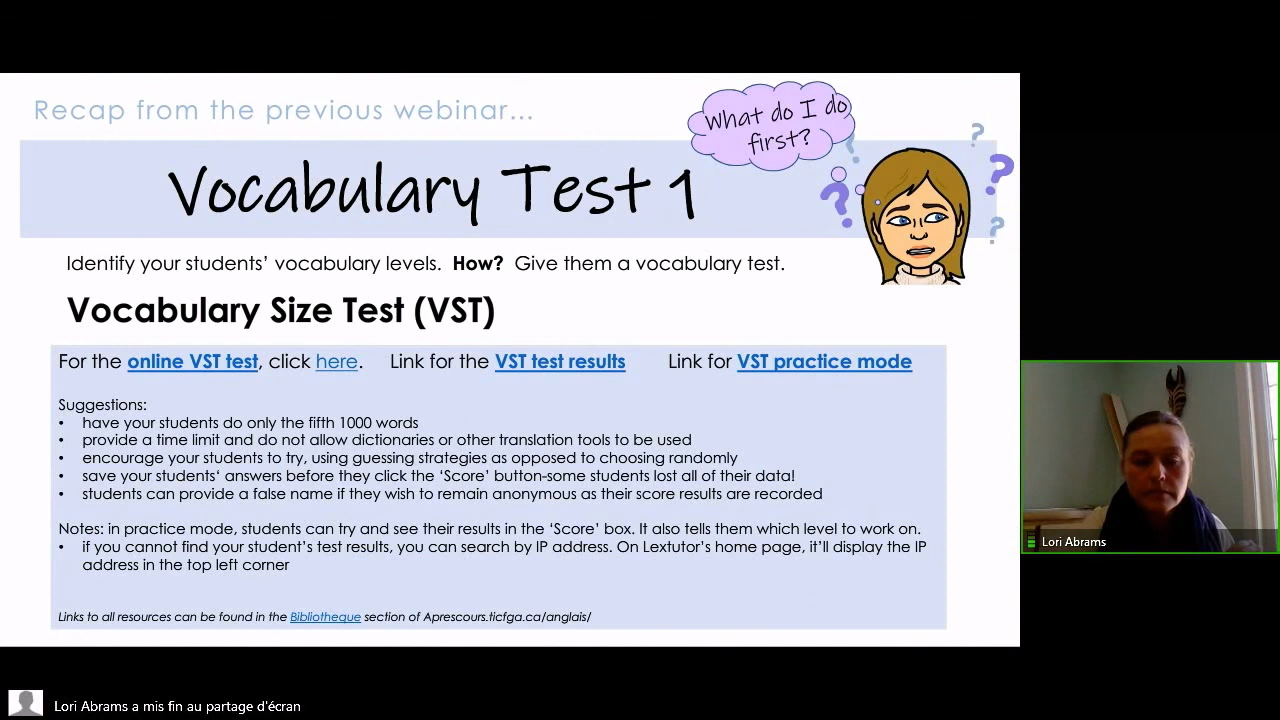 Recap from the previous webinar...
What do I do
first?
Vocabulary Test 1
Identify your students’ vocabulary levels. How? Give them a vocabulary test.
Vocabulary Size Test (VST)
For the online VST test, click here. Link for the VST test results Link for VST practice mode
Suggestions:
• have your students do only the fifth 1000 words
• provide a time limit and do not allow dictionaries or other translation tools to be used
• encourage your students to try, using guessing strategies as opposed to choosing randomly
• save your students‘ answers before they click the ‘Score’ button-some students lost all of their data!
• students can provide a false name if they wish to remain anonymous as their score results are recorded
Notes: in practice mode, students can try and see their results in the ‘Score’ box. It also tells them which level to work on.
• if you cannot find your student’s test results, you can search by IP address. On Lextutor’s home page, it’ll display the IP
address in the top left corner
Links to all resources can be found in the Bibliotheque section of Aprescours.ticfga.ca/anglais/
Lori Abrams
Lori Abrams a mis fin au partage d'écran